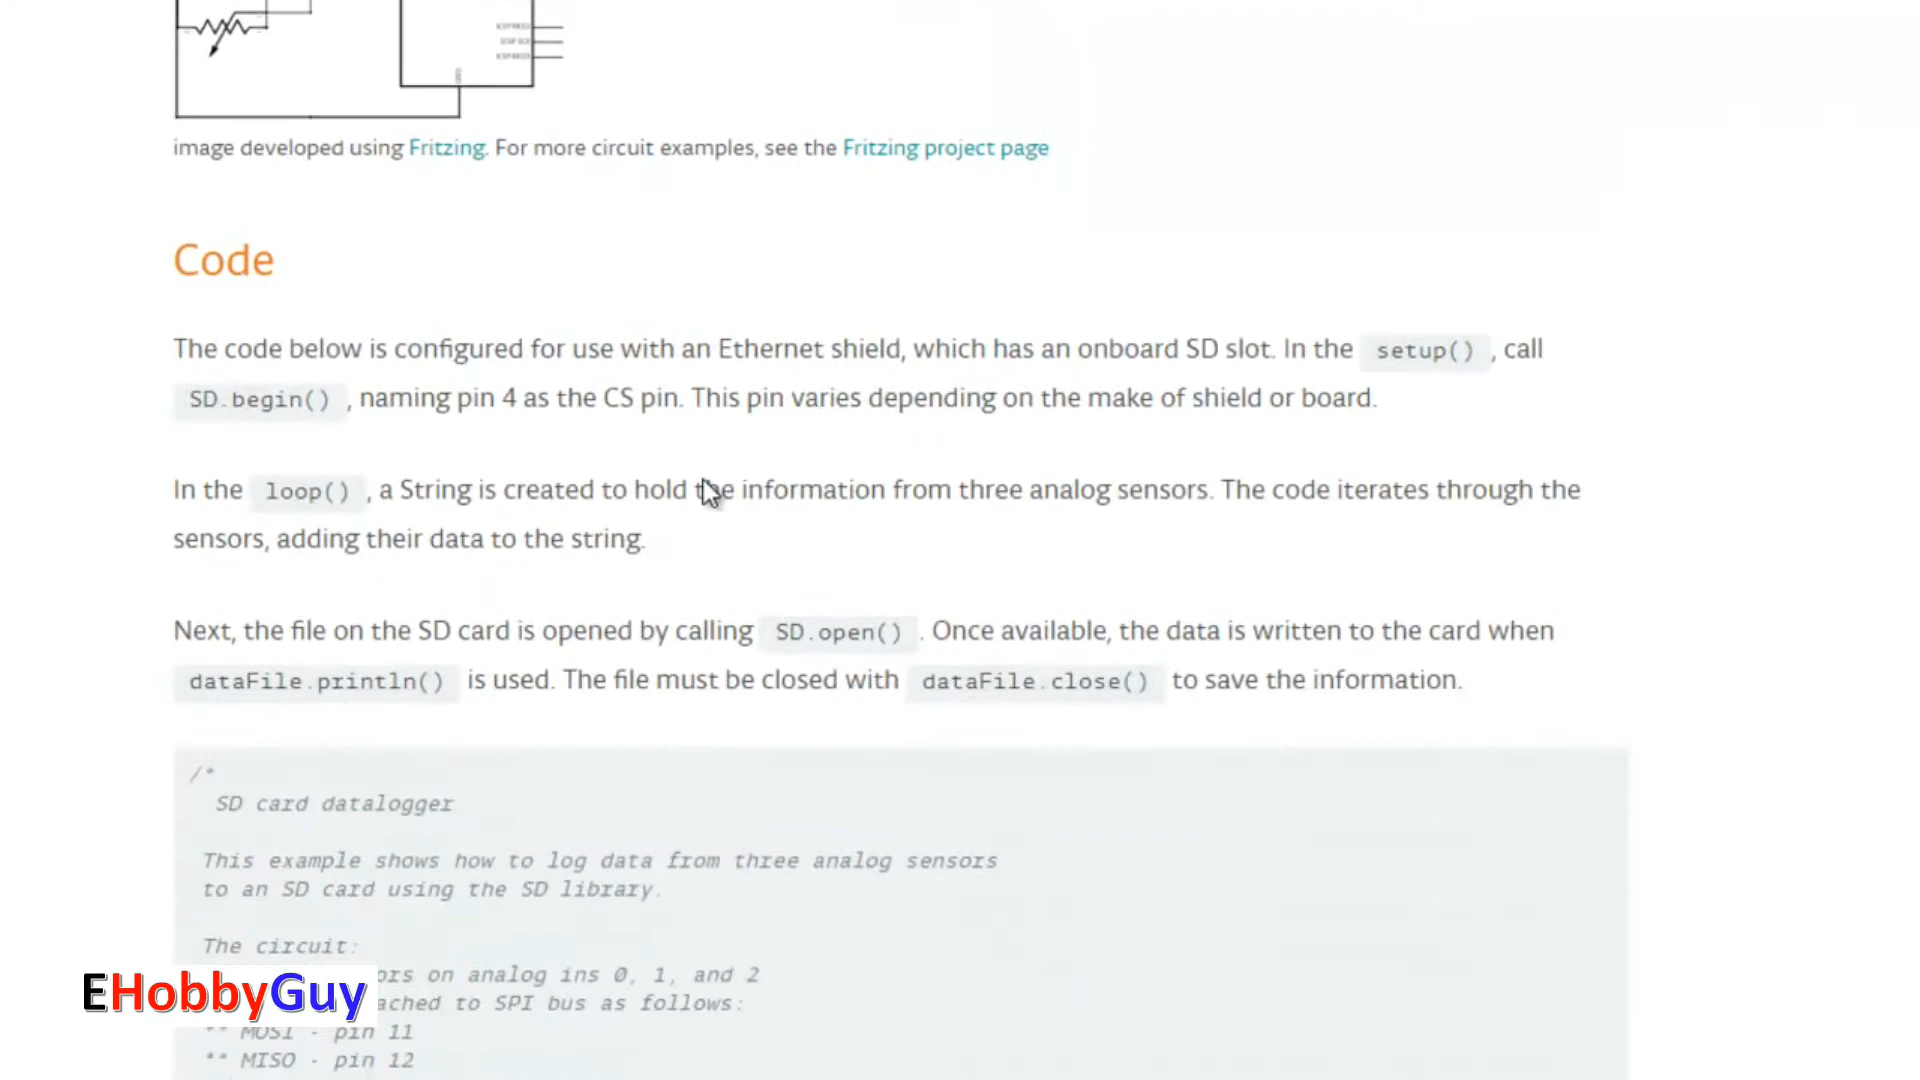 image developed using Fritzing. For more circuit examples, see the Fritzing project page
Code
The code below is configured for use with an Ethernet shield, which has an onboard SD slot. In the setup() , call
SD.begin() , naming pin 4 as the CS pin. This pin varies depending on the make of shield or board.
In the loop() , a String is created to hold the information from three analog sensors. The code iterates through the
sensors, adding their data to the string.
Next, the file on the SD card is opened by calling SD.open() . Once available, the data is written to the card when
dataFile.println() is used. The file must be closed with dataFile.close() to save the information.
/*
SD card datalogger
This example shows how to log data from three analog sensors
to an SD card using the SD library.
The circuit:
ors on analog ins 0, 1, and 2
ached to SPI bus as follows:
EHobbyGuy
** MOSI - pin 11
** MISO - pin 12